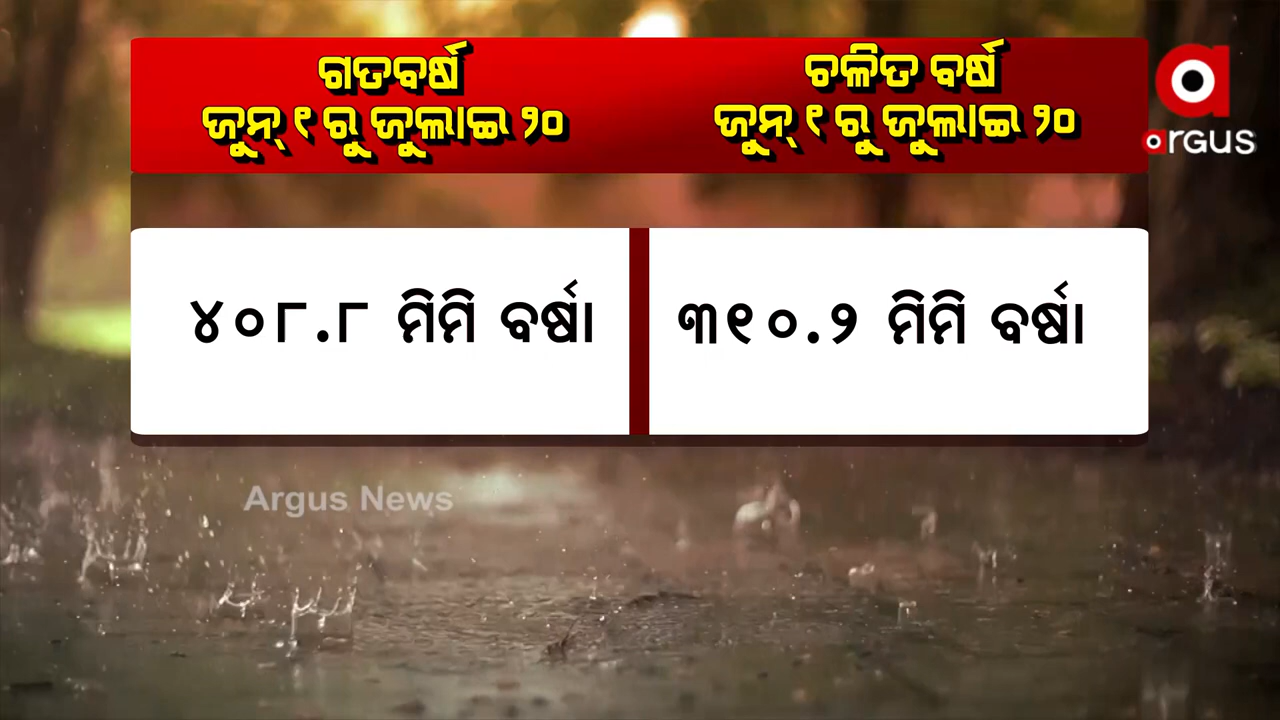 ଗତବର୍ଷ
ଜୁନ୍ ୧ ରୁ ଜୁଲାଇ ୨୦
ଚଳିତ ବର୍ଷ
ଜୁନ୍ ୧ ରୁ ଜୁଲାଇ ୨୦
argus
୪୦୮.୮ ମିମି ବର୍ଷା
୩୧୦.୨ ମିମି ବର୍ଷା
Argus News